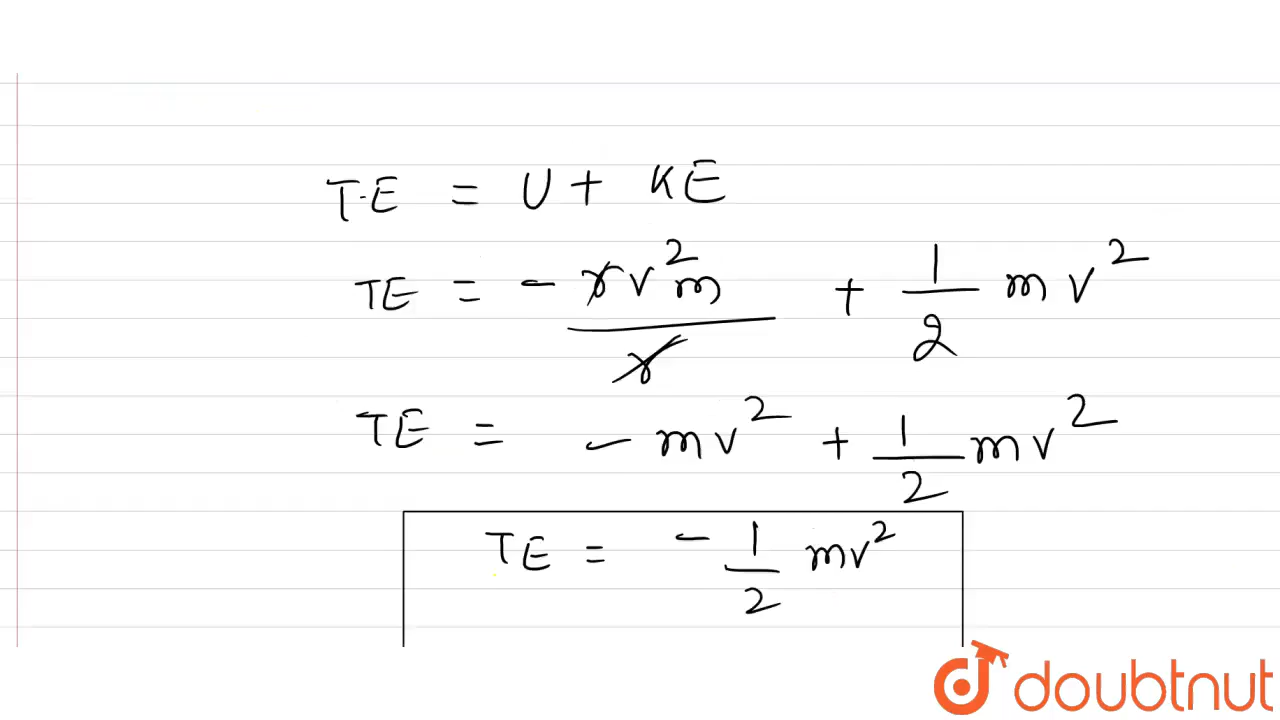 T.E = U + KE
TE = - rv²m/r + 1/2 mv²
TE = - mv² + 1/2 mv²
TE = - 1/2 mv²
doubtnut